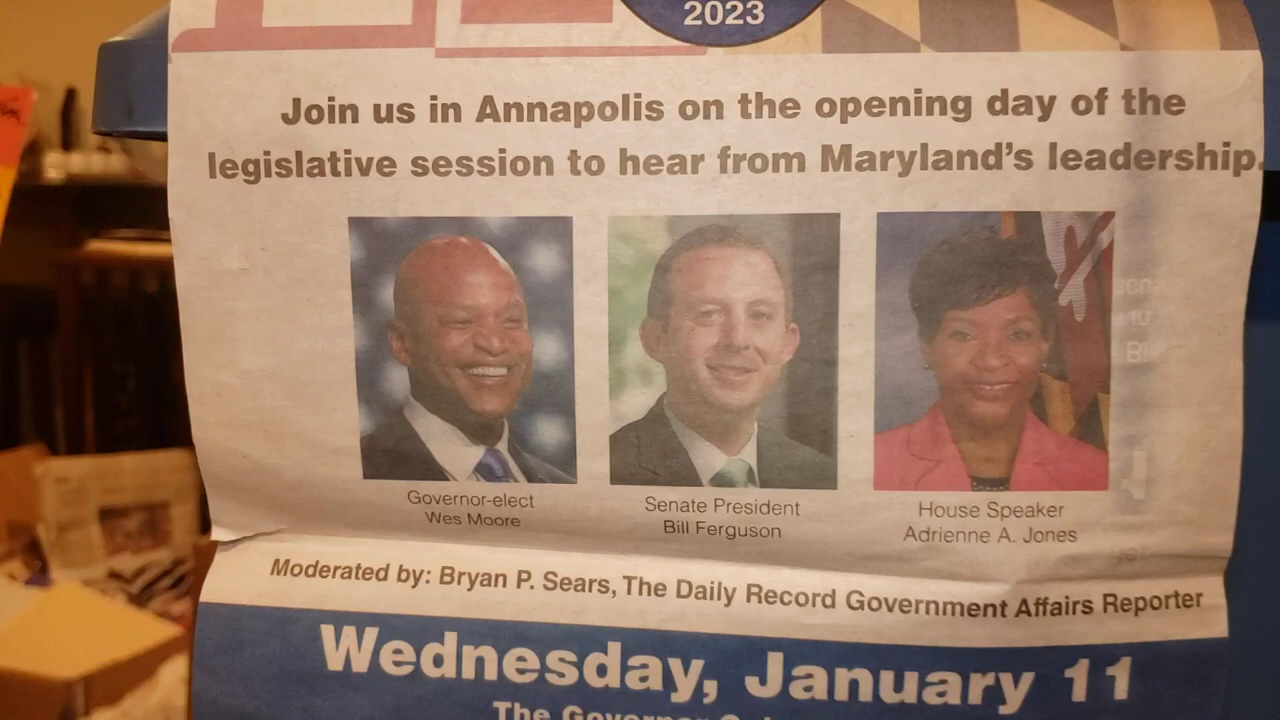 2023
Join us in Annapolis on the opening day of the
legislative session to hear from Maryland's leadership.
Governor-elect
Wes Moore
Senate President
Bill Ferguson
House Speaker
Adrienne A. Jones
Moderated by: Bryan P. Sears, The Daily Record Government Affairs Reporter
Wednesday, January 11
The